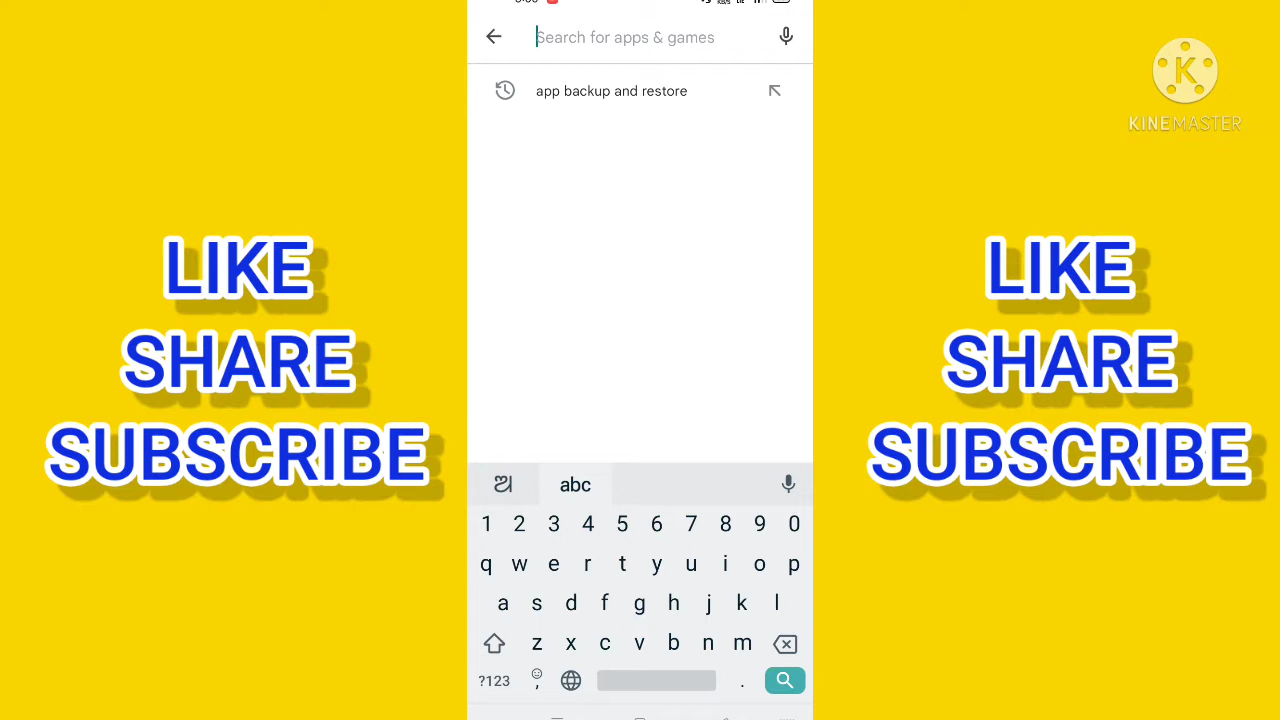 Search for apps & games
app backup and restore
K
KINEMASTER
LIKE
SHARE
SUBSCRIBE
LIKE
SHARE
SUBSCRIBE
ଅ abc
1 2 3 4 5 6 7 8 9 0
q w e r t y u i o p
a s d f g h j k l
z x c v b n m
?123 , .